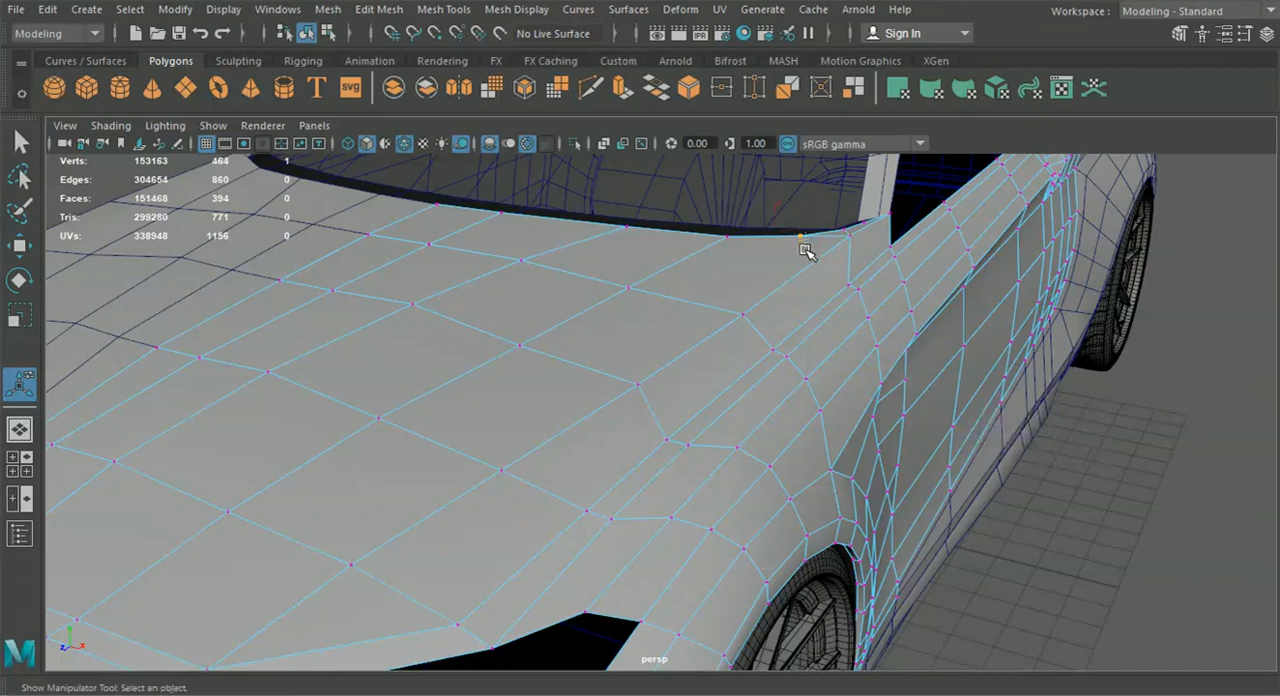 File Edit Create Select Modify Display Windows Mesh Edit Mesh Mesh Tools Mesh Display Curves Surfaces Deform UV Generate Cache Arnold Help Workspace: Modeling - Standard
Modeling No Live Surface Sign In
Curves / Surfaces Polygons Sculpting Rigging Animation Rendering FX FX Caching Custom Arnold Bifrost MASH Motion Graphics XGen
T SVG
View Shading Lighting Show Renderer Panels
0.00 1.00 sRGB gamma
Verts: 153163 464 1
Edges: 304654 860 0
Faces: 151468 394 0
Tris: 299280 771 0
UVs: 338948 1156 0
z x
persp
M
Show Manipulator Tool: Select an object.